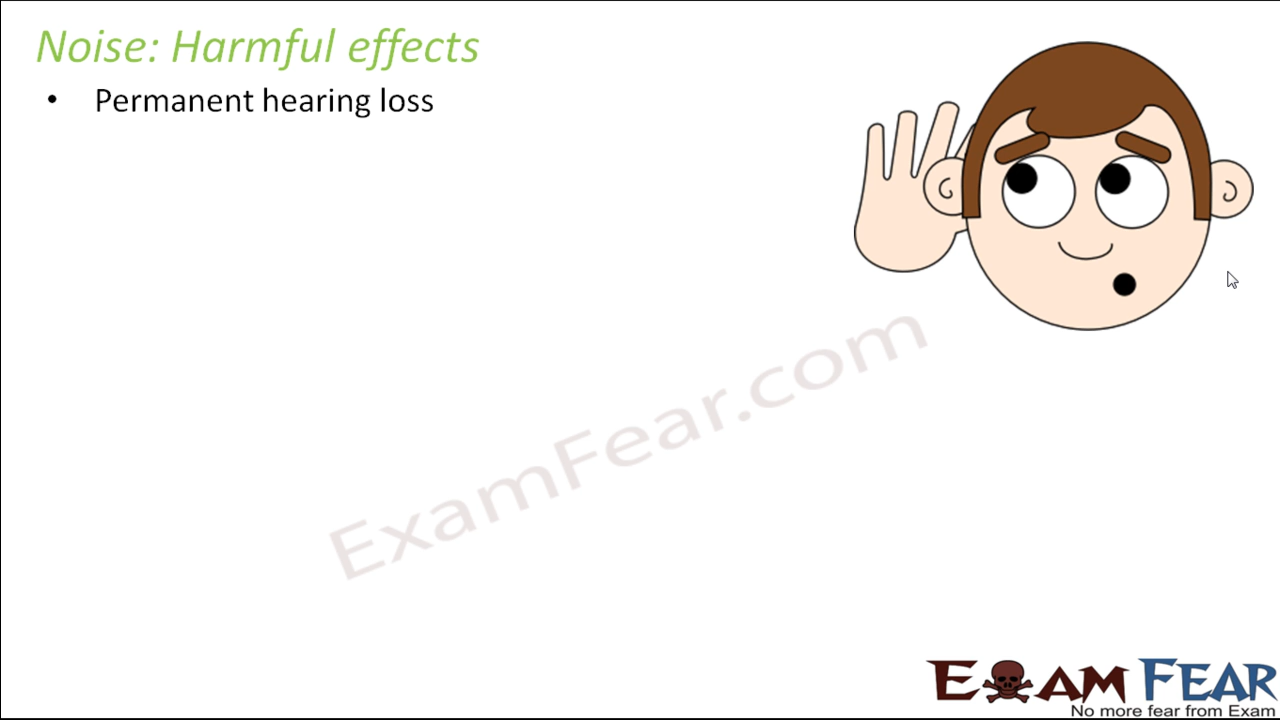 Noise: Harmful effects
• Permanent hearing loss
ExamFear.com
EXAM FEAR
No more fear from Exam